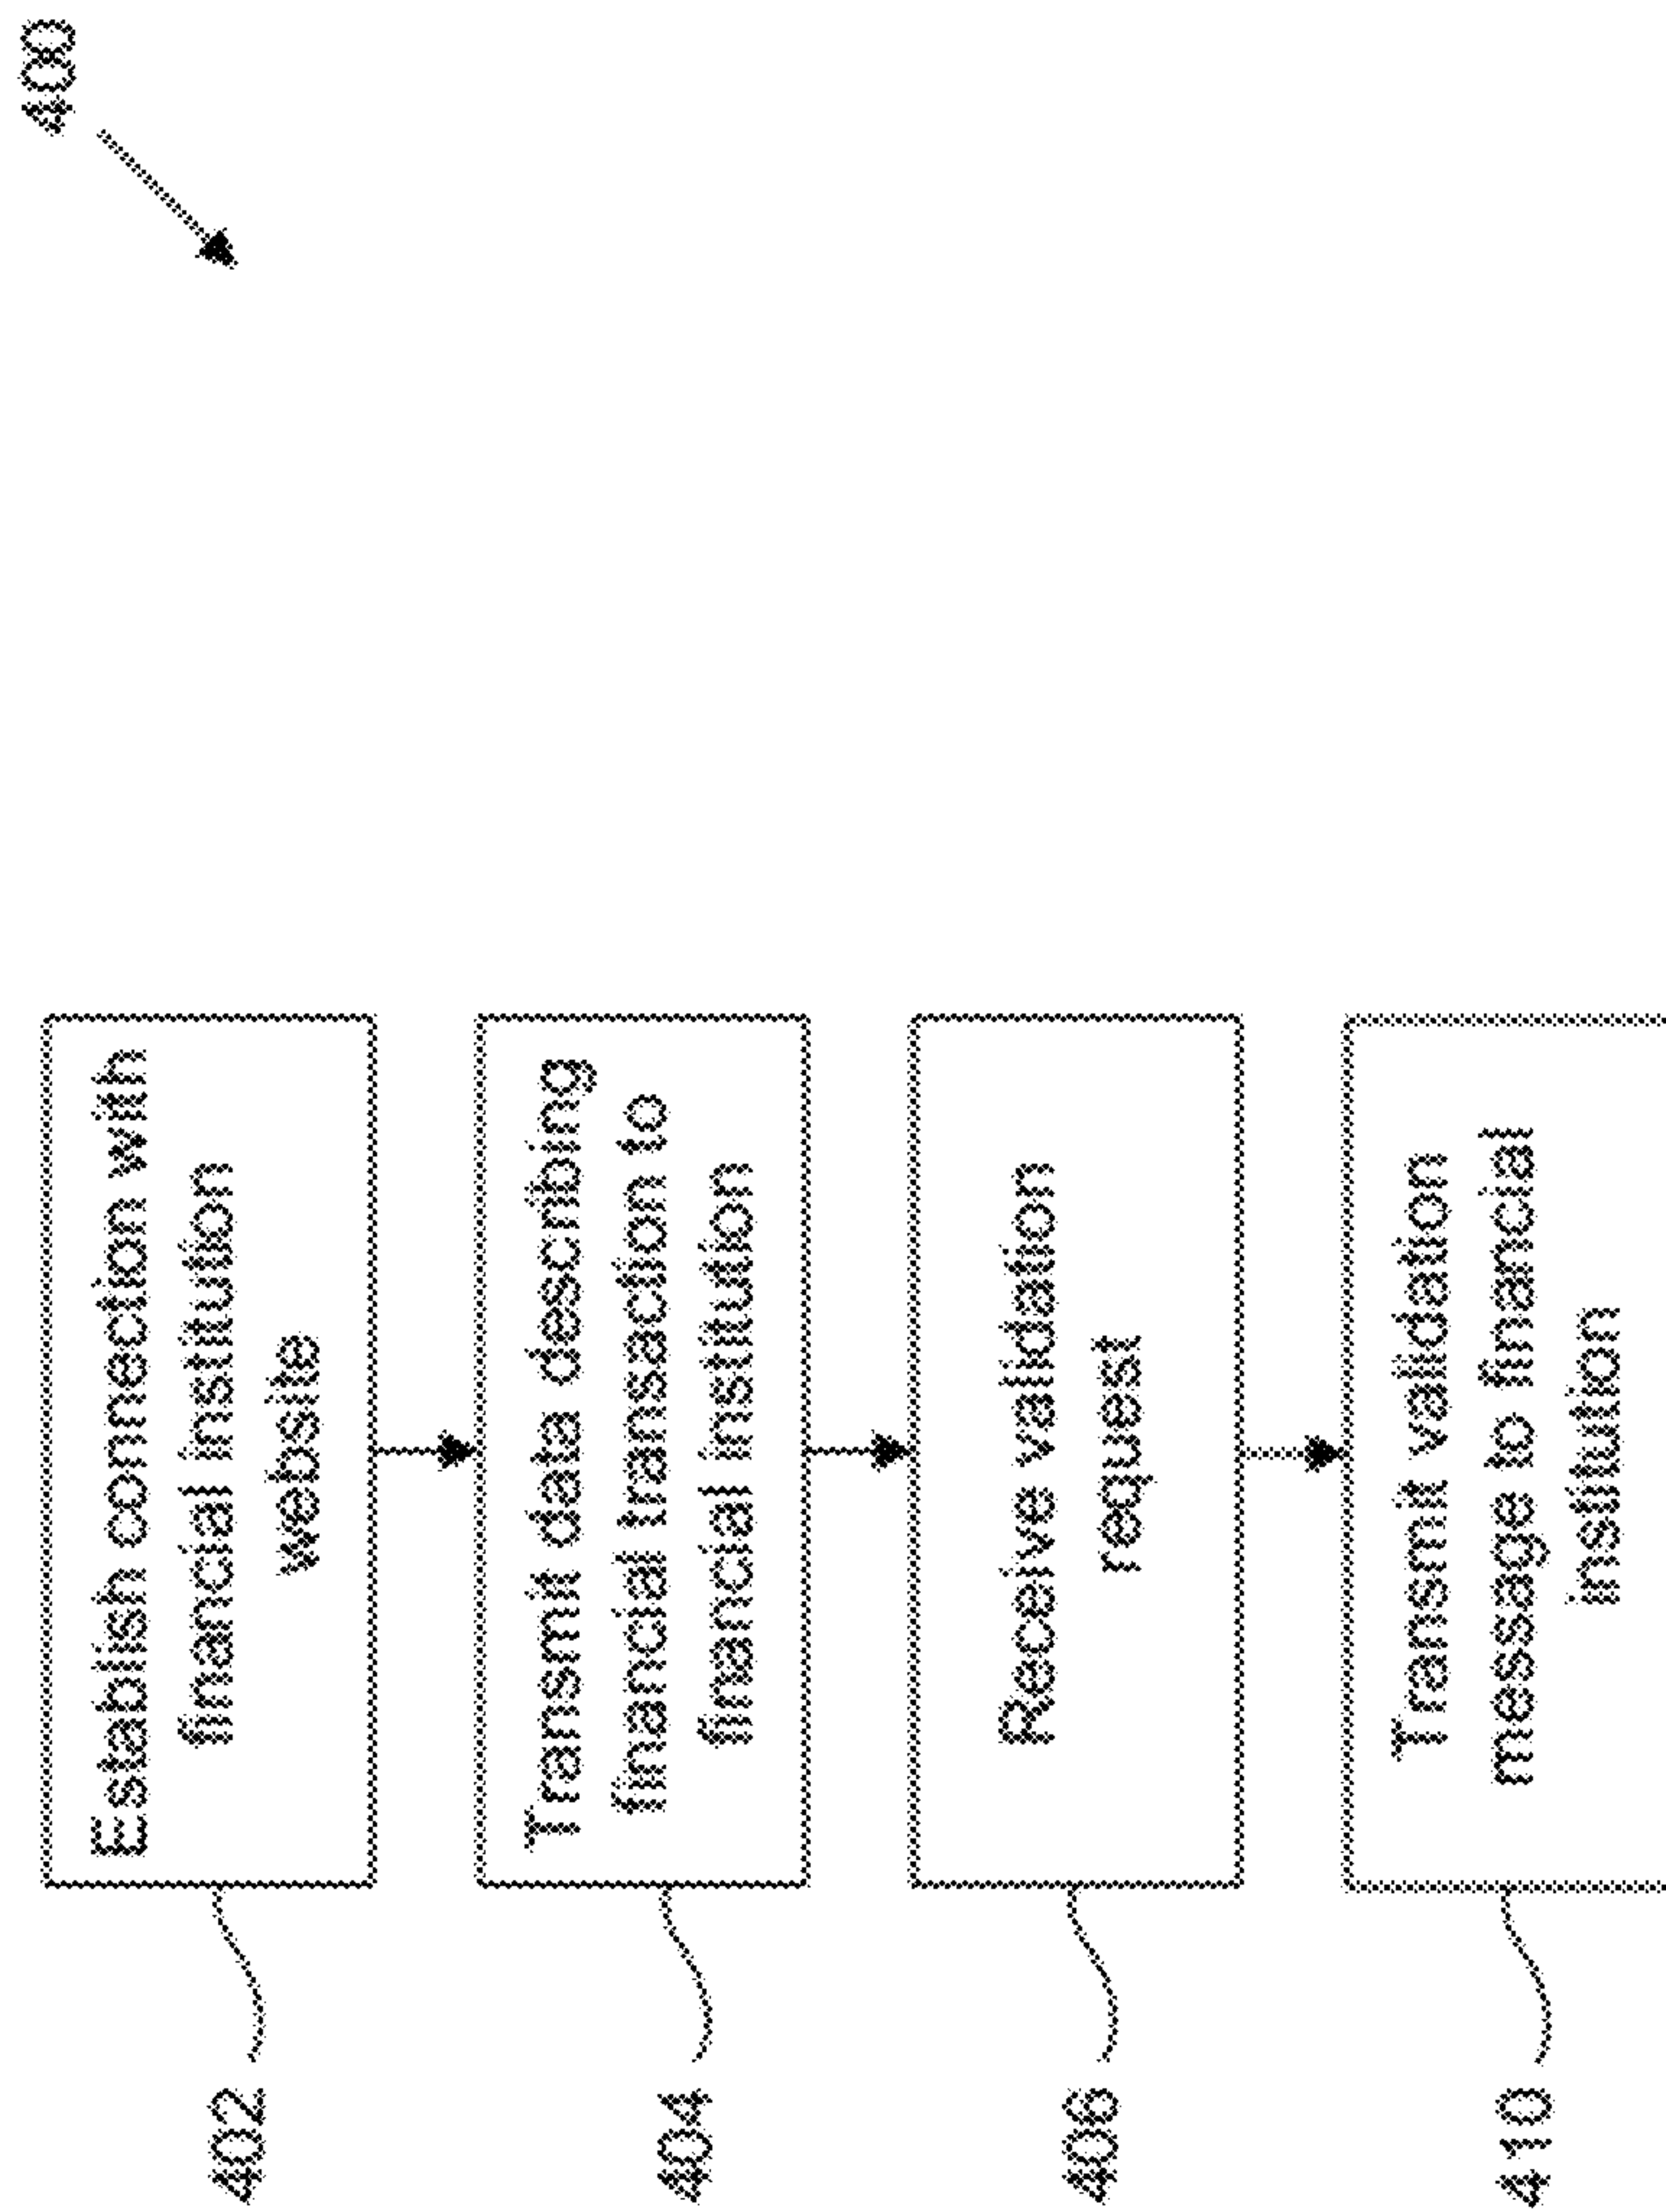 400
402
Establish connection with
financial institution
website
404
Transmit data describing
financial transaction to
financial institution
406
Receive validation
request
410
Transmit validation
message to financial
institution